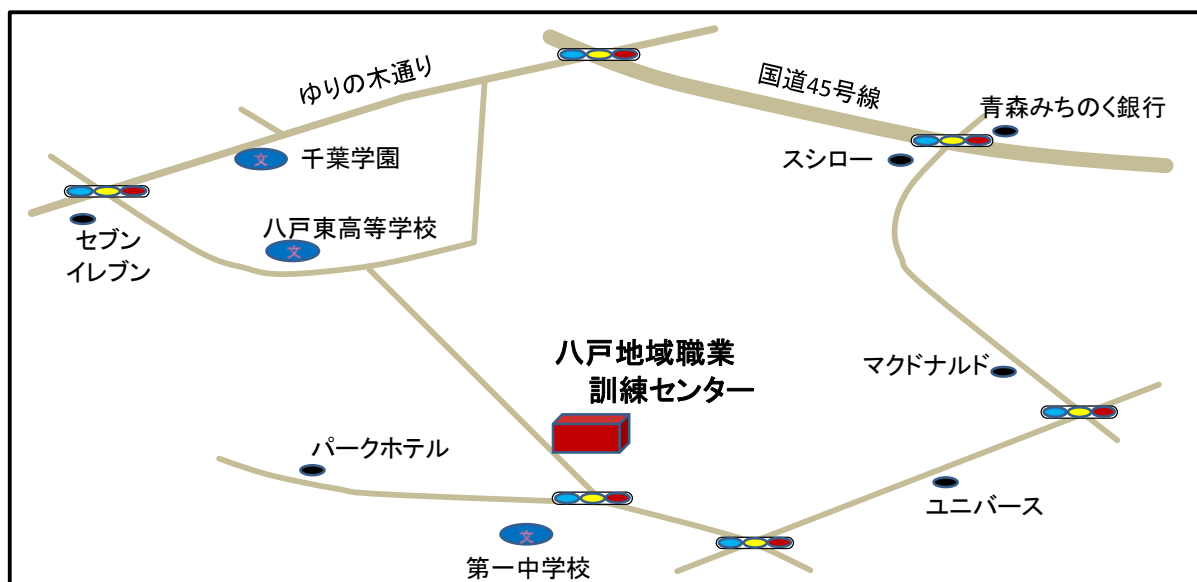 ゆりの木通り
国道45号線
青森みちのく銀行
スシロー
文
千葉学園
八戸東高等学校
文
セブン
イレブン
八戸地域職業
訓練センター
マクドナルド
パークホテル
ユニバース
文
第一中学校